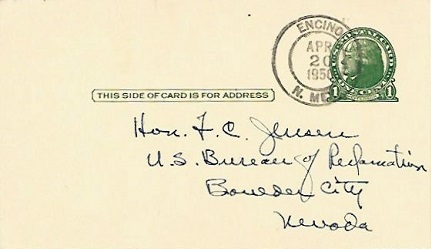 ENCINO
APR
20
1950
N. MEX.
THIS SIDE OF CARD IS FOR ADDRESS
1 1
Hon. F. C. Jensen
U.S. Bureau of Reclamation
Boulder City
Nevada